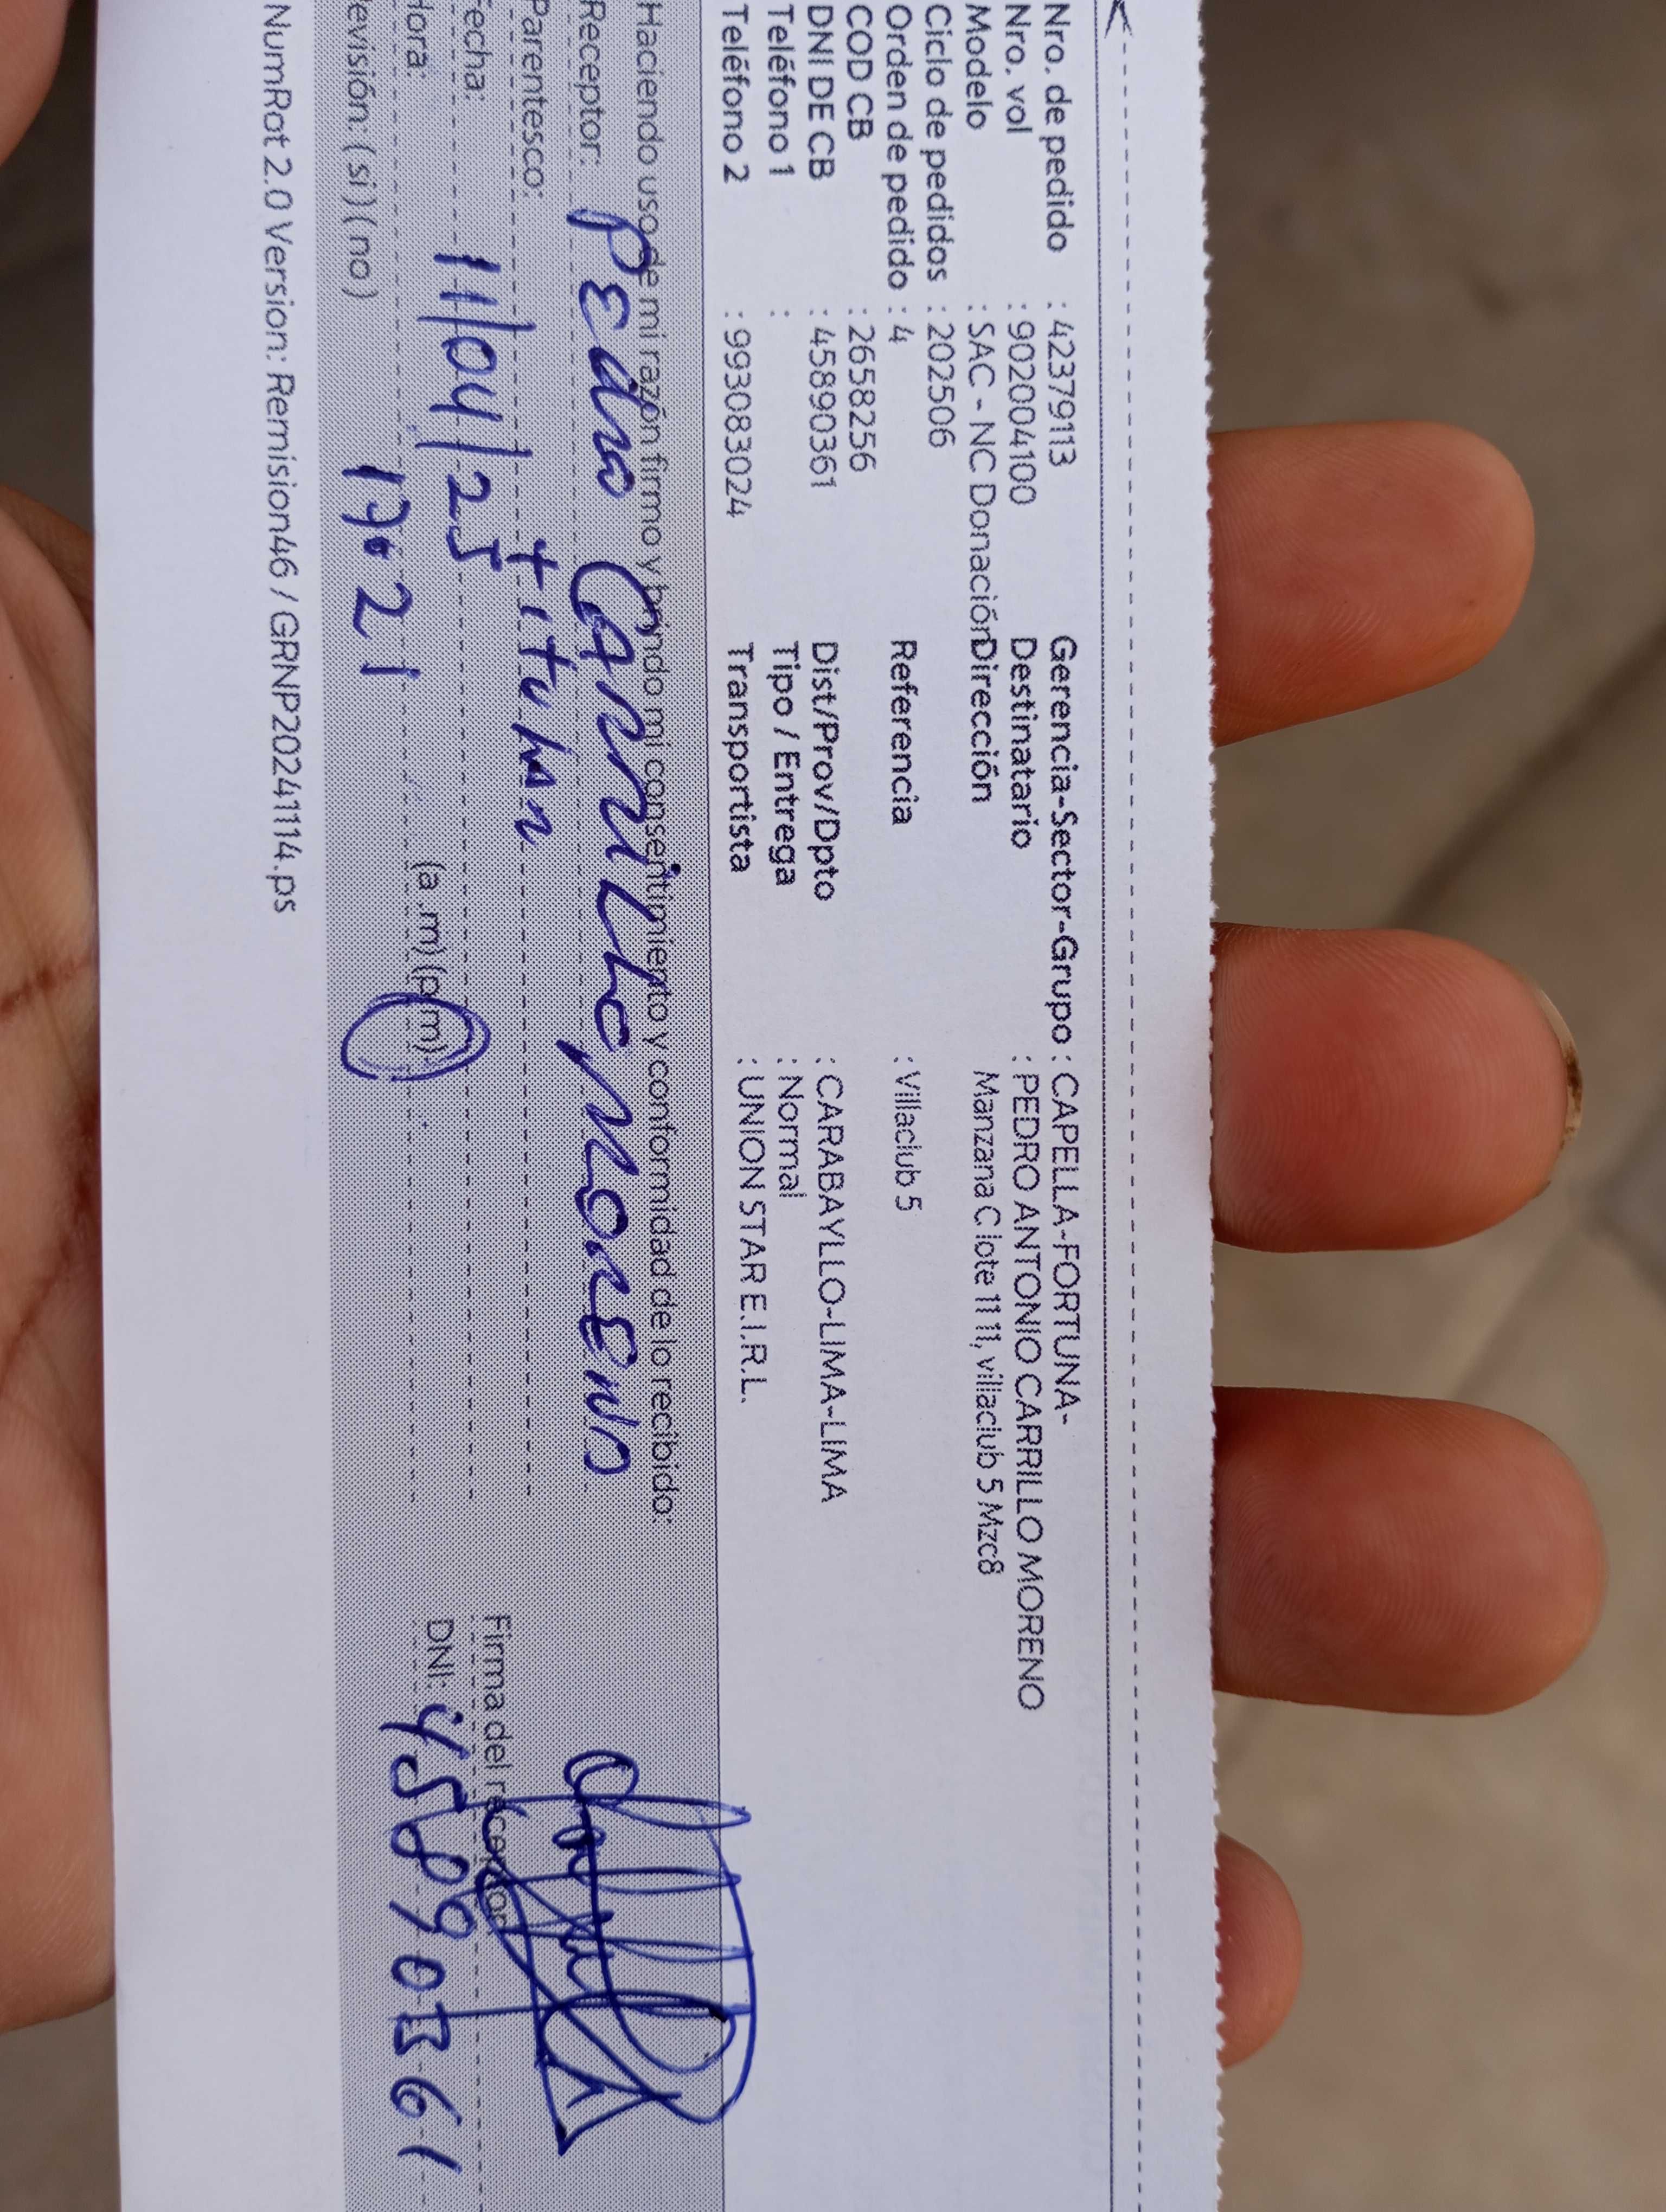 Nro. de pedido : 42379113 Gerencia-Sector-Grupo : CAPELLA-FORTUNA-
Nro. vol : 9020004100 Destinatario : PEDRO ANTONIO CARRILLO MORENO
Modelo : SAC - NC Donación Dirección Manzana C lote 11 11, villaclub 5 Mzc8
Ciclo de pedidos : 202506
Orden de pedido : 4 Referencia : Villaclub 5
COD CB : 2658256
DNI DE CB : 45890361 Dist/Prov/Dpto : CARABAYLLO-LIMA-LIMA
Teléfono 1 : Tipo / Entrega : Normal
Teléfono 2 : 993083024 Transportista : UNION STAR E.I.R.L.
Haciendo uso de mi razón firmo y brindo mi consentimiento y conformidad de lo recibido:
Receptor: Pedro Carrillo Moreno
Parentesco: titular
Fecha: 11/04/25 Firma del receptor
Hora: 17:21 (a.m) (p.m) DNI: 45890361
Revisión: (si) (no)
NumRot 2.0 Version: Remision46 / GRNP20241114.ps